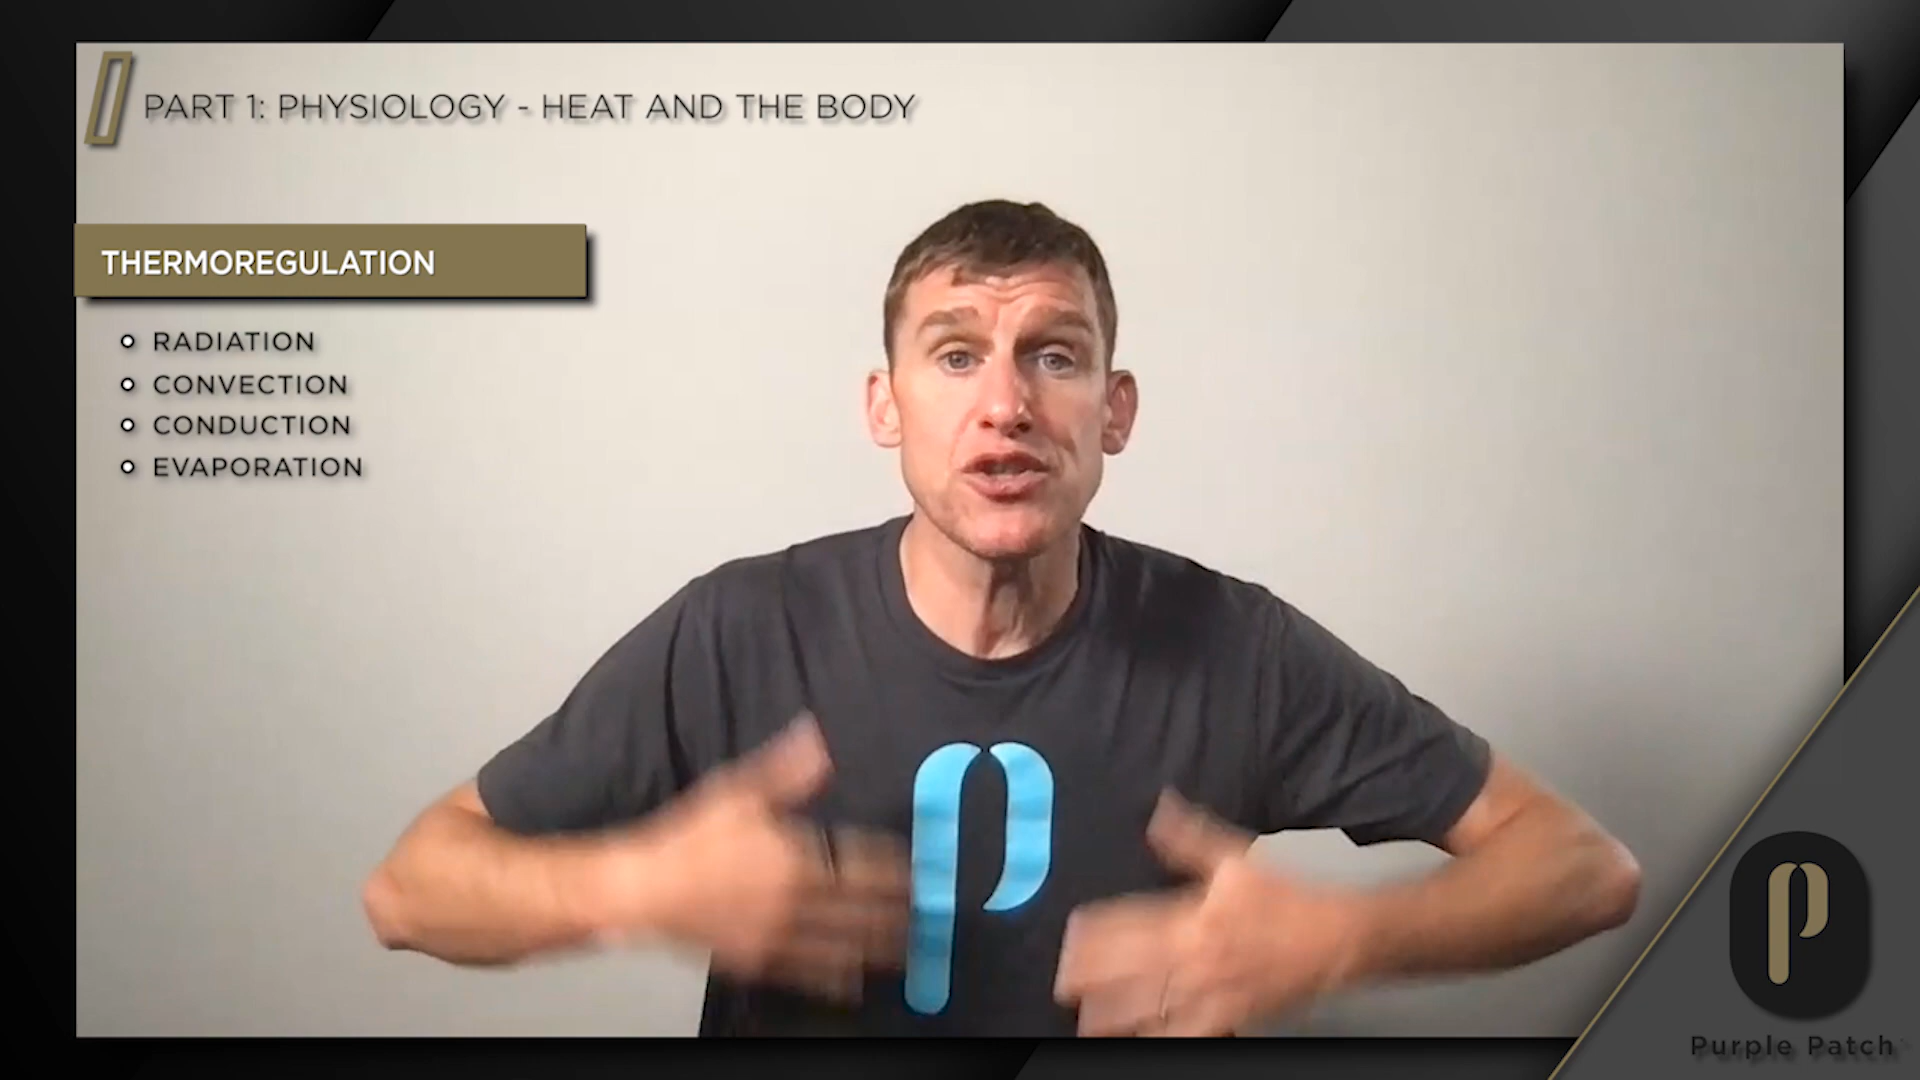 PART 1: PHYSIOLOGY - HEAT AND THE BODY
THERMOREGULATION
RADIATION
CONVECTION
CONDUCTION
EVAPORATION
P
P
Purple Patch